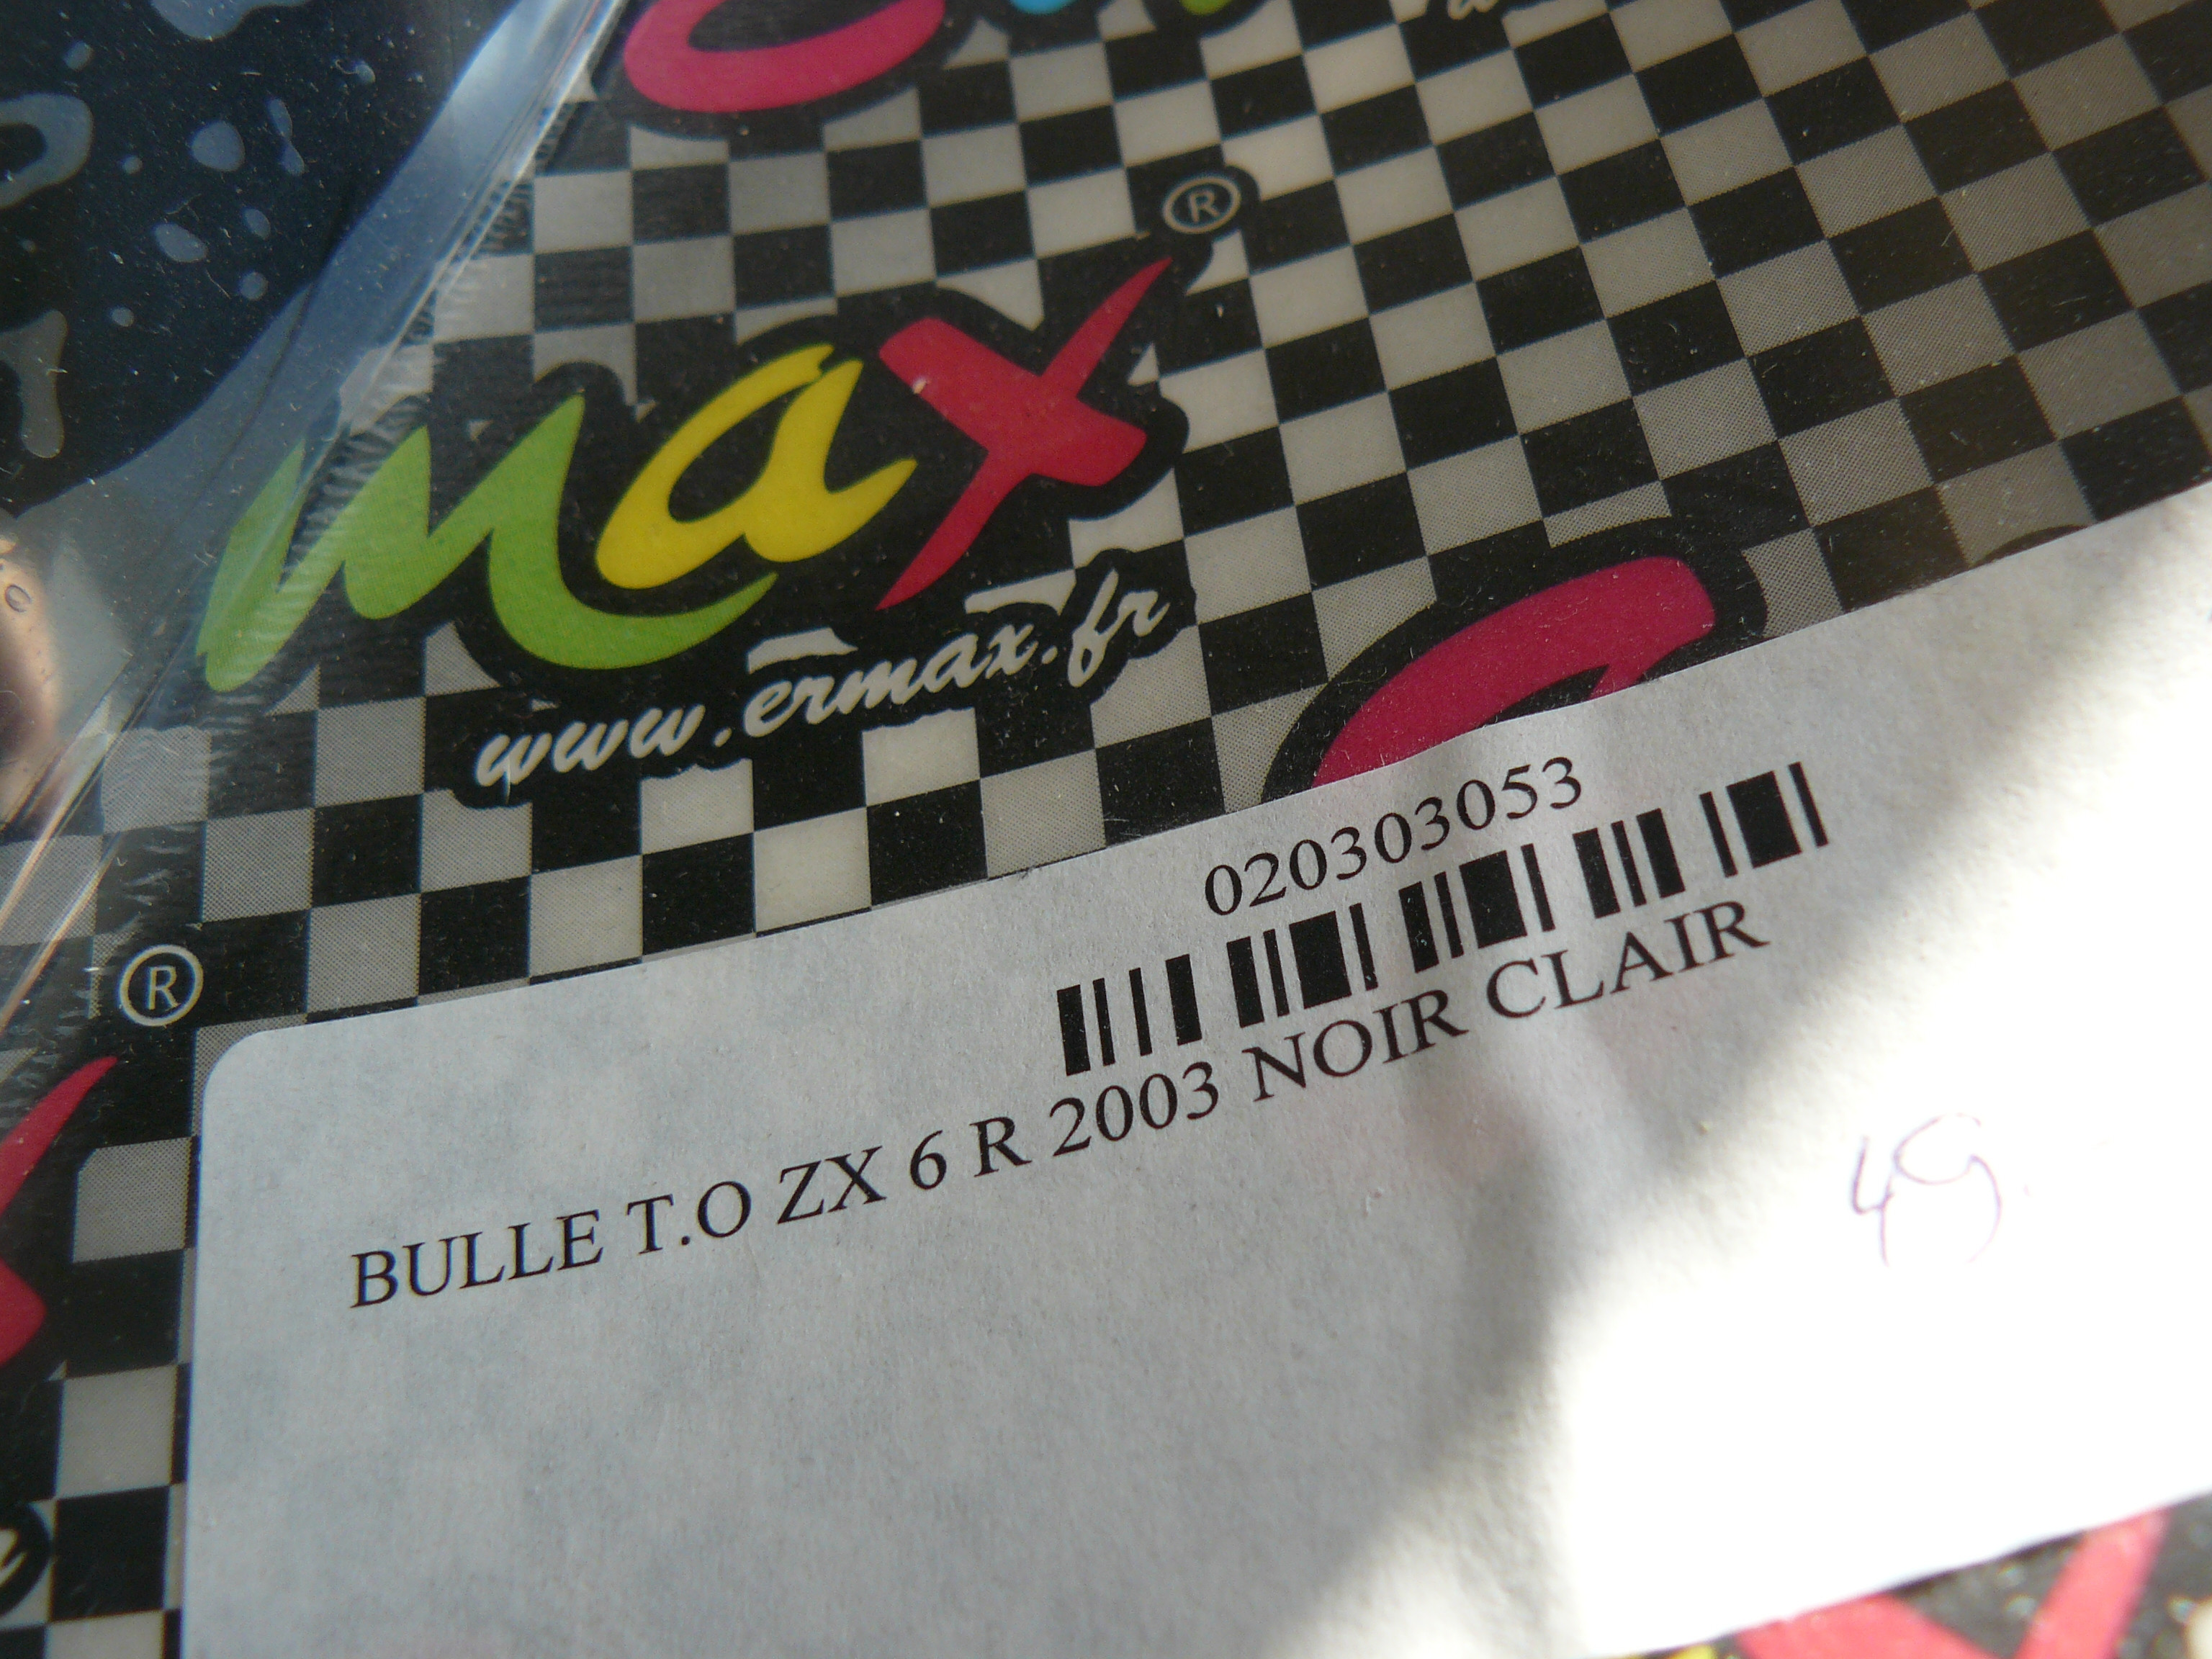 ®
max
www.ermax.fr
020303053
®
BULLE T.O ZX 6 R 2003 NOIR CLAIR
49